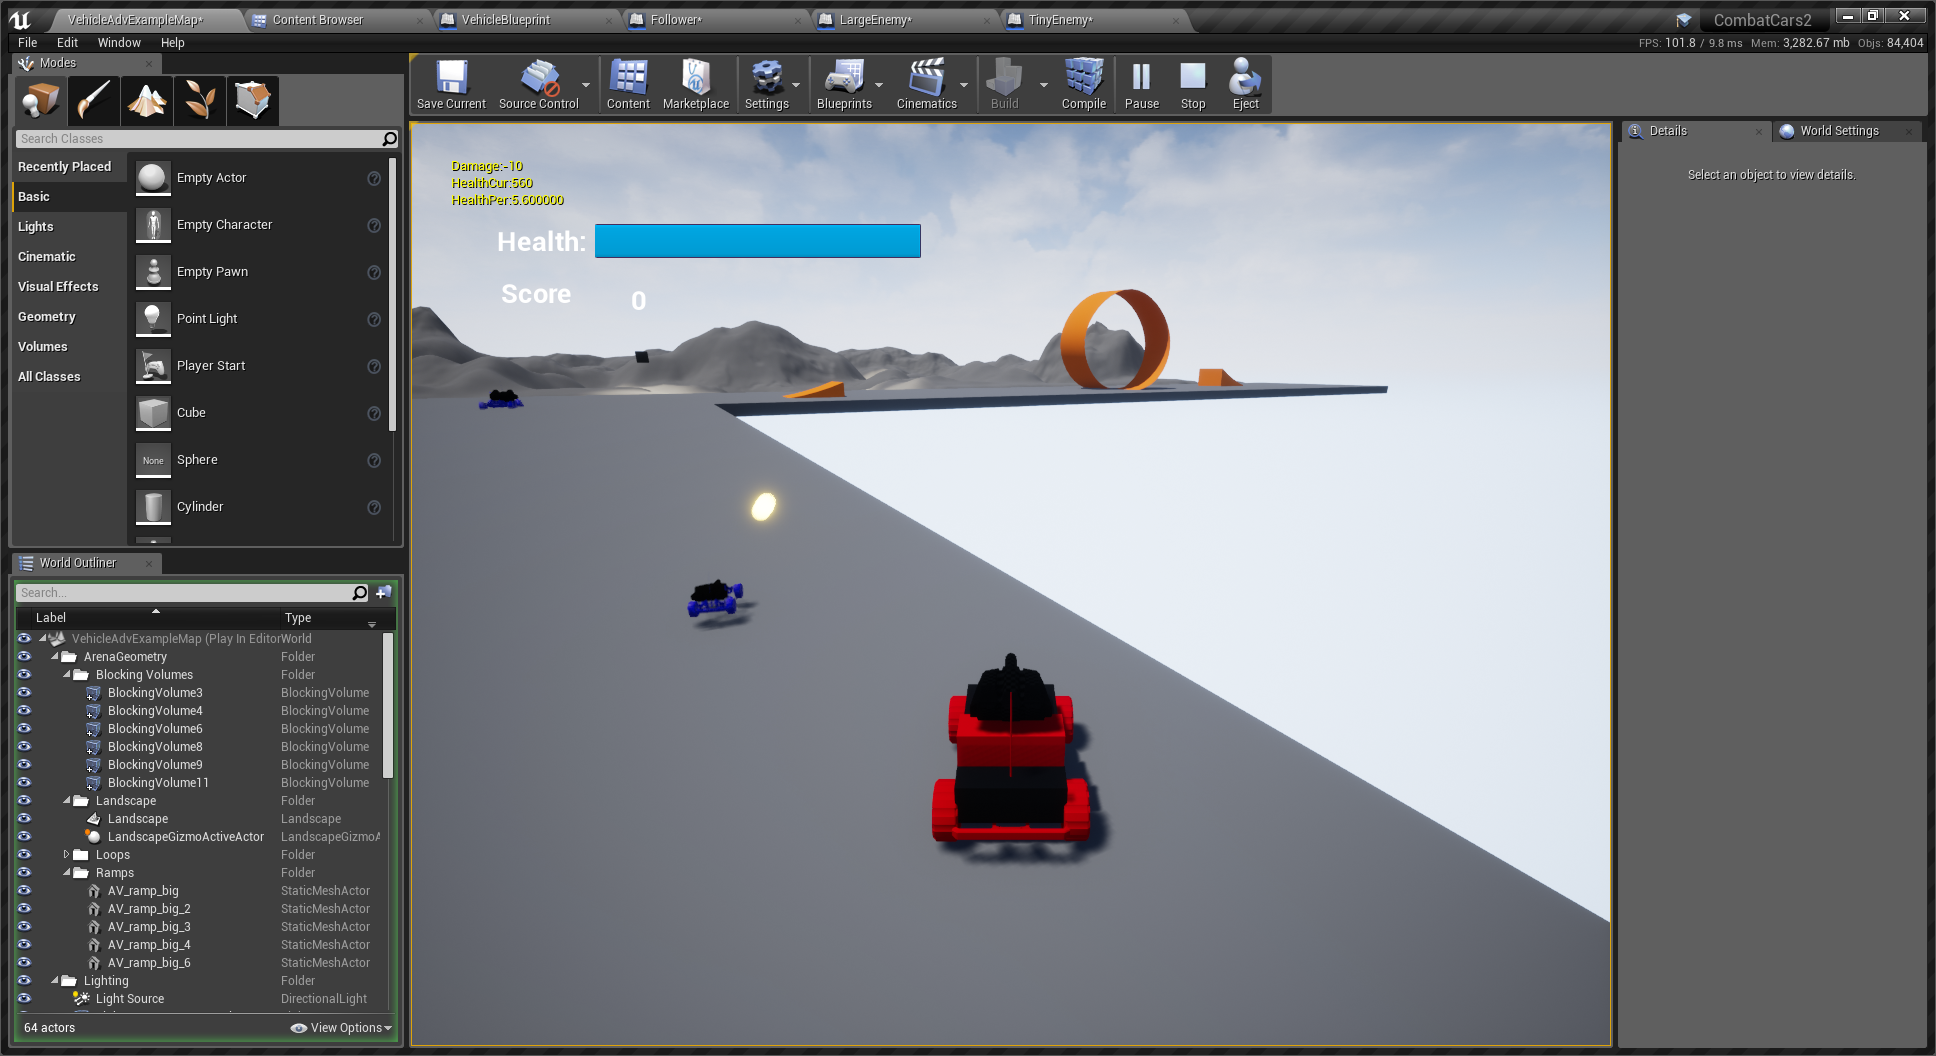 VehicleAdvExampleMap*
Content Browser
VehicleBlueprint
Follower*
LargeEnemy*
TinyEnemy*
CombatCars2
File
Edit
Window
Help
FPS: 101.8 / 9.8 ms Mem: 3,282.67 mb Objs: 84,404
Modes
Save Current
Source Control
Content
Marketplace
Settings
Blueprints
Cinematics
Build
Compile
Pause
Stop
Eject
Search Classes
Recently Placed
Basic
Lights
Cinematic
Visual Effects
Geometry
Volumes
All Classes
Empty Actor
Empty Character
Empty Pawn
Point Light
Player Start
Cube
None
Sphere
Cylinder
Damage:-10
HealthCur:560
HealthPer:5.600000
Health:
Score 0
Details
World Settings
Select an object to view details.
World Outliner
Search...
Label Type
VehicleAdvExampleMap (Play In Editor World
ArenaGeometry Folder
Blocking Volumes Folder
BlockingVolume3 BlockingVolume
BlockingVolume4 BlockingVolume
BlockingVolume6 BlockingVolume
BlockingVolume8 BlockingVolume
BlockingVolume9 BlockingVolume
BlockingVolume11 BlockingVolume
Landscape Folder
Landscape Landscape
LandscapeGizmoActiveActor LandscapeGizmoA
Loops Folder
Ramps Folder
AV_ramp_big StaticMeshActor
AV_ramp_big_2 StaticMeshActor
AV_ramp_big_3 StaticMeshActor
AV_ramp_big_4 StaticMeshActor
AV_ramp_big_6 StaticMeshActor
Lighting Folder
Light Source DirectionalLight
64 actors
View Options